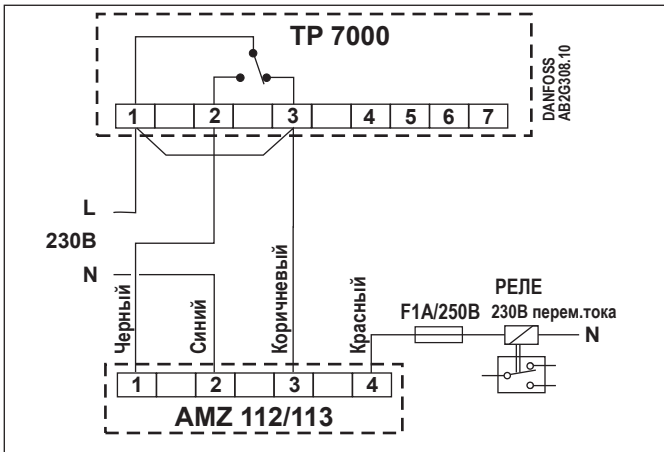 TP 7000
DANFOSS
AB2G308.10
1 2 3 4 5 6 7
L
230В
N
Черный
Синий
Коричневый
Красный
F1A/250В
РЕЛЕ
230В перем.тока
N
1 2 3 4
AMZ 112/113